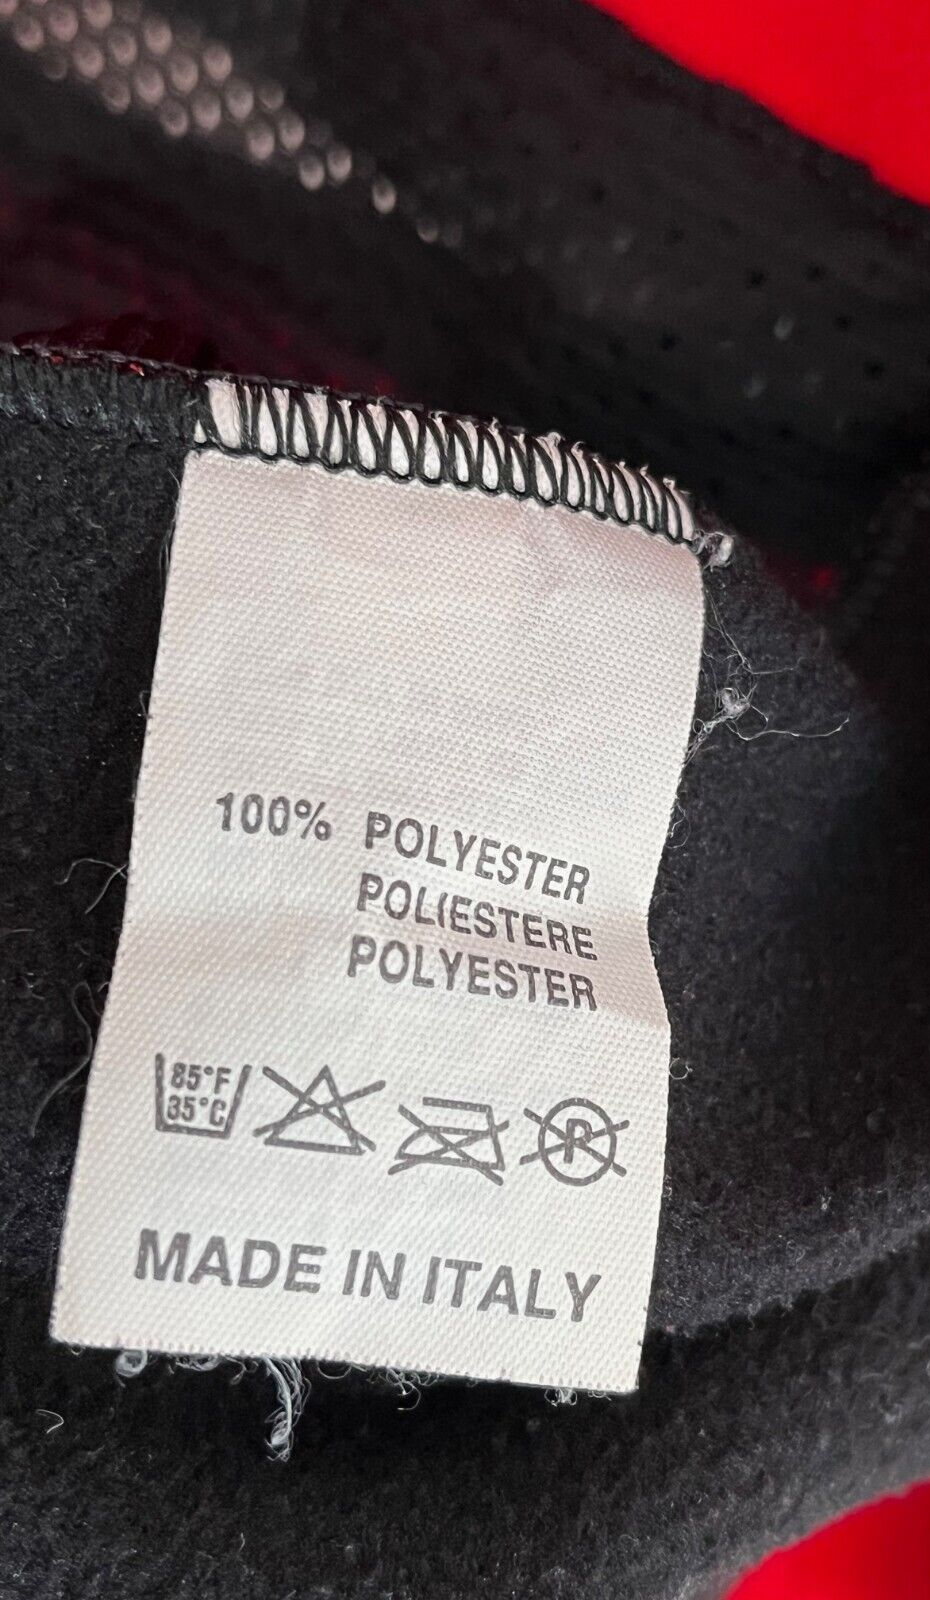 100% POLYESTER
POLIESTERE
POLYESTER
85°F
35°C
R
MADE IN ITALY